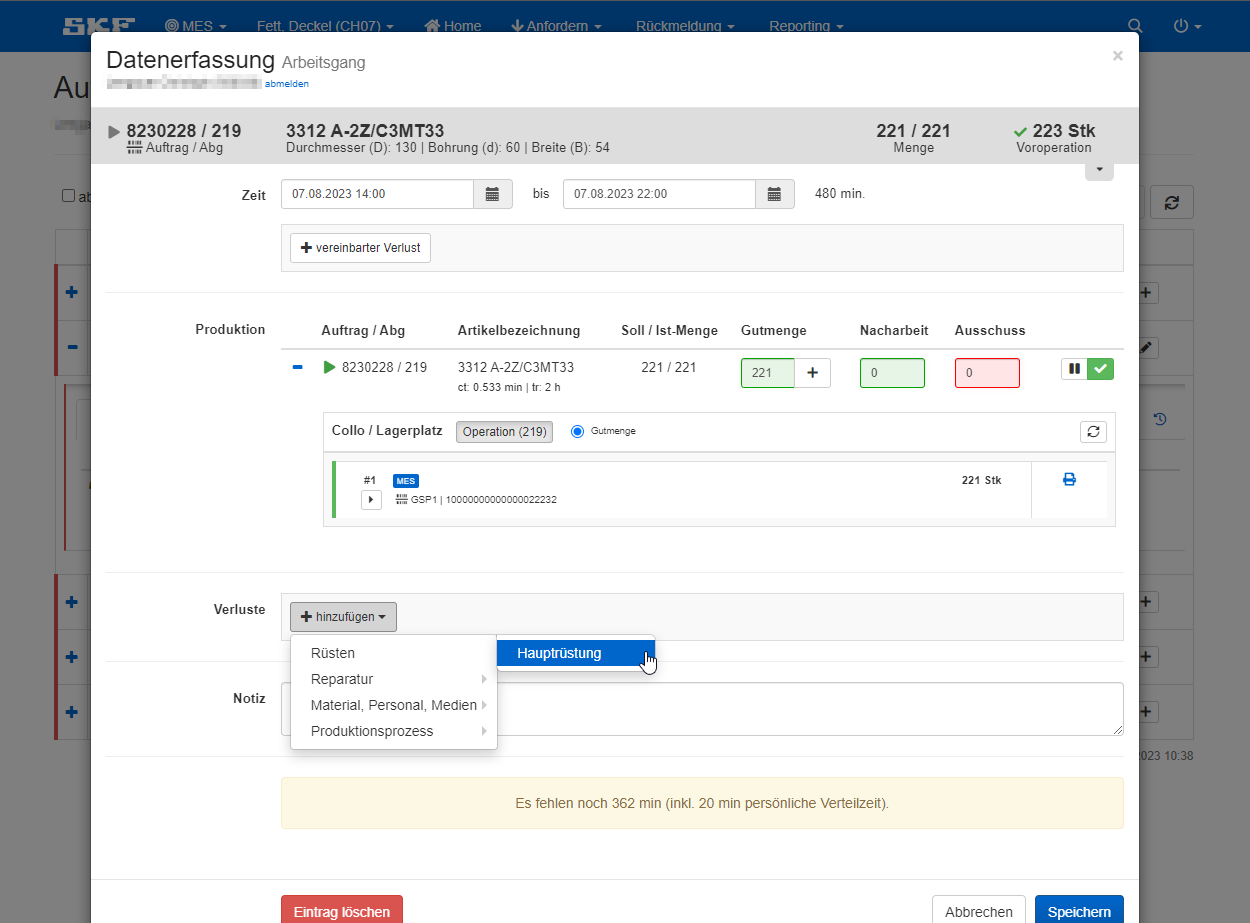 SKF MES Fett, Deckel (CH07) Home Anfordern Rückmeldung Reporting
Au
Datenerfassung Arbeitsgang ×
abmelden
8230228 / 219 3312 A-2Z/C3MT33 221 / 221 223 Stk
Auftrag / Abg Durchmesser (D): 130 | Bohrung (d): 60 | Breite (B): 54 Menge Voroperation
ab
Zeit 07.08.2023 14:00 bis 07.08.2023 22:00 480 min.
vereinbarter Verlust
Produktion Auftrag / Abg Artikelbezeichnung Soll / Ist-Menge Gutmenge Nacharbeit Ausschuss
8230228 / 219 3312 A-2Z/C3MT33 221 / 221 221 0 0
ct: 0.533 min | tr: 2 h
Collo / Lagerplatz Operation (219) Gutmenge
#1 MES 221 Stk
GSP1 | 10000000000000022232
Verluste hinzufügen
Rüsten Hauptrüstung
Reparatur
Notiz
Material, Personal, Medien
Produktionsprozess
023 10:38
Es fehlen noch 362 min (inkl. 20 min persönliche Verteilzeit).
Eintrag löschen Abbrechen Speichern